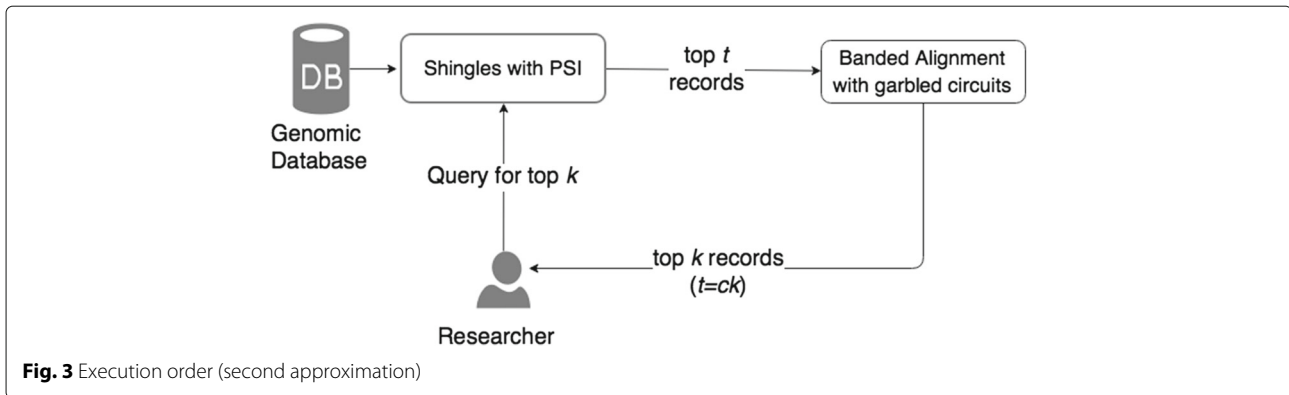 DB
Genomic
Database
Shingles with PSI
top t
records
Banded Alignment
with garbled circuits
Query for top k
top k records
(t=ck)
Researcher
Fig. 3 Execution order (second approximation)